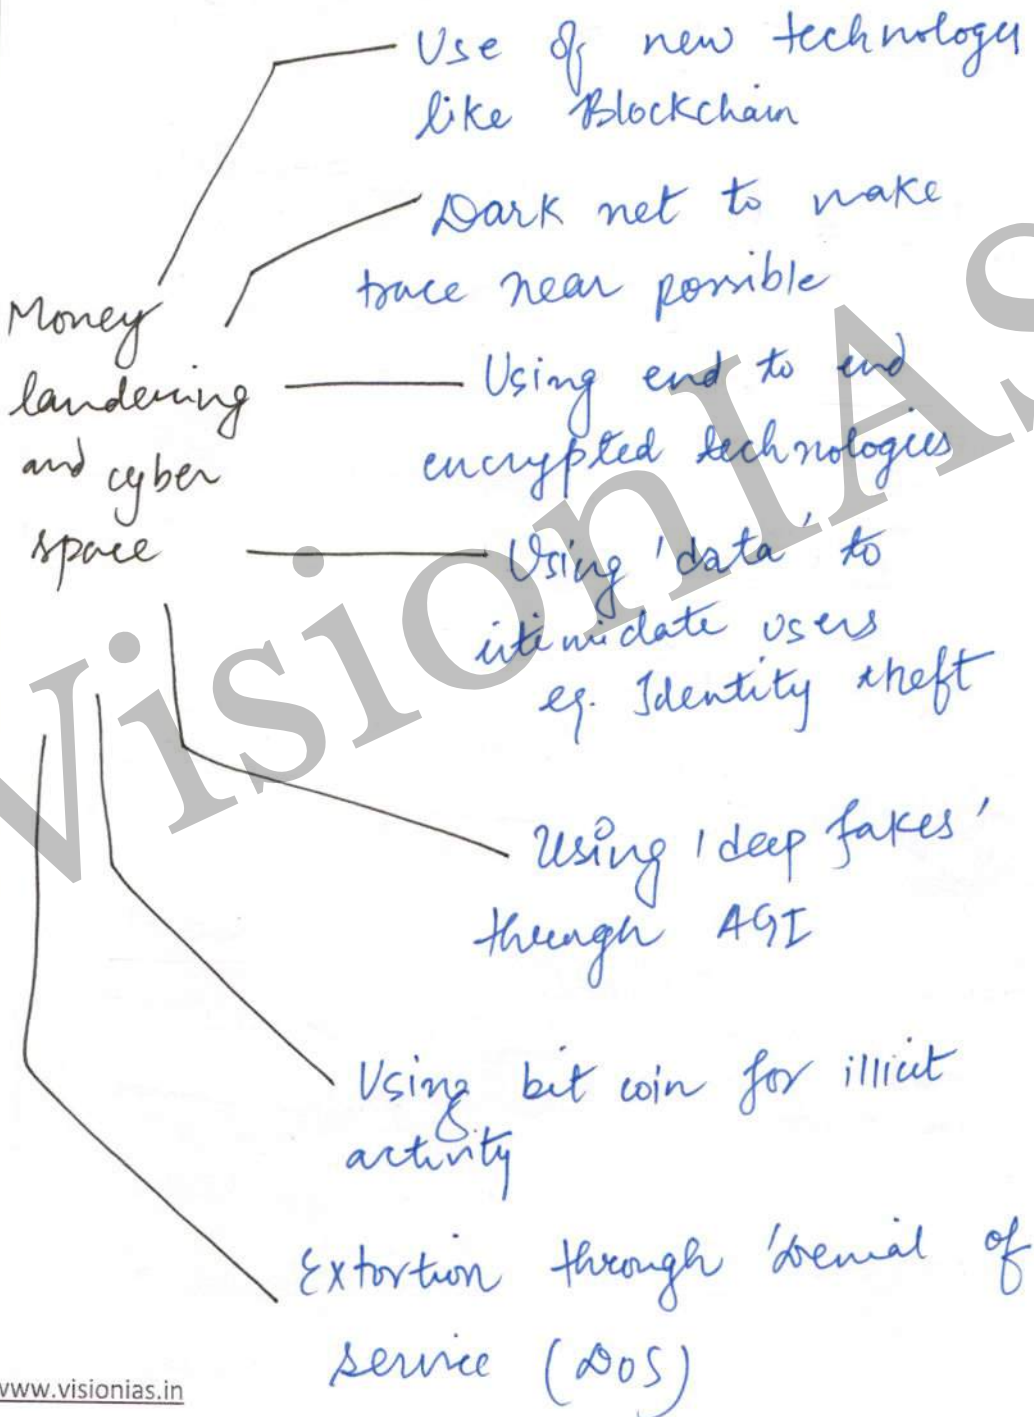 Use of new technology
like Blockchain
Dark net to make
trace near possible
Money
landering
and cyber
space
Using end to end
encrypted technologies
Using 'data' to
intimidate users
eg. Identity theft
Using 'deep fakes'
through AGI
Using bit coin for illicit
activity
Extortion through 'Denial of
service (DOS)
VisionIAS
www.visionias.in